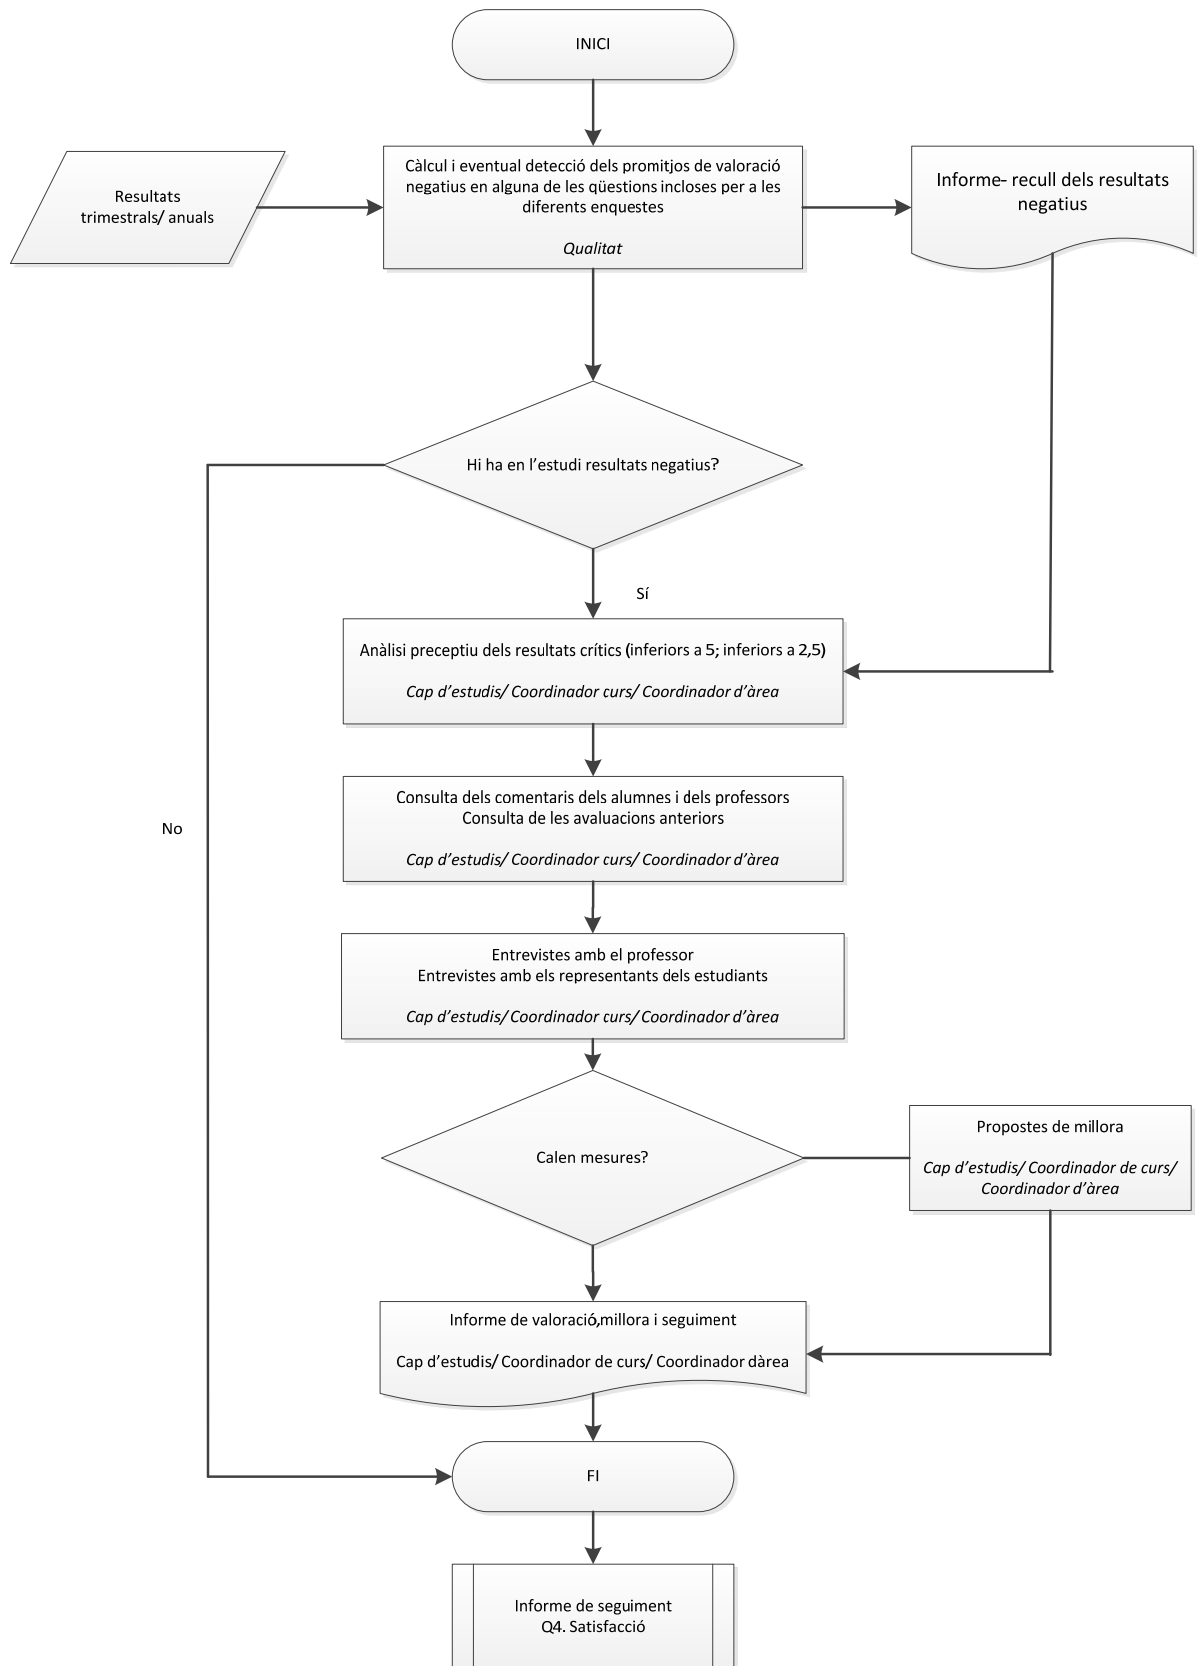 INICI
Resultats
trimestrals/ anuals
Càlcul i eventual detecció dels promitjos de valoració
negatius en alguna de les qüestions incloses per a les
diferents enquestes
Qualitat
Informe- recull dels resultats
negatius
Hi ha en l'estudi resultats negatius?
Sí
Anàlisi preceptiu dels resultats crítics (inferiors a 5; inferiors a 2,5)
Cap d'estudis/ Coordinador curs/ Coordinador d'àrea
Consulta dels comentaris dels alumnes i dels professors
Consulta de les avaluacions anteriors
Cap d'estudis/ Coordinador curs/ Coordinador d'àrea
No
Entrevistes amb el professor
Entrevistes amb els representants dels estudiants
Cap d'estudis/ Coordinador curs/ Coordinador d'àrea
Calen mesures?
Propostes de millora
Cap d'estudis/ Coordinador de curs/
Coordinador d'àrea
Informe de valoració,millora i seguiment
Cap d'estudis/ Coordinador de curs/ Coordinador dàrea
FI
Informe de seguiment
Q4. Satisfacció